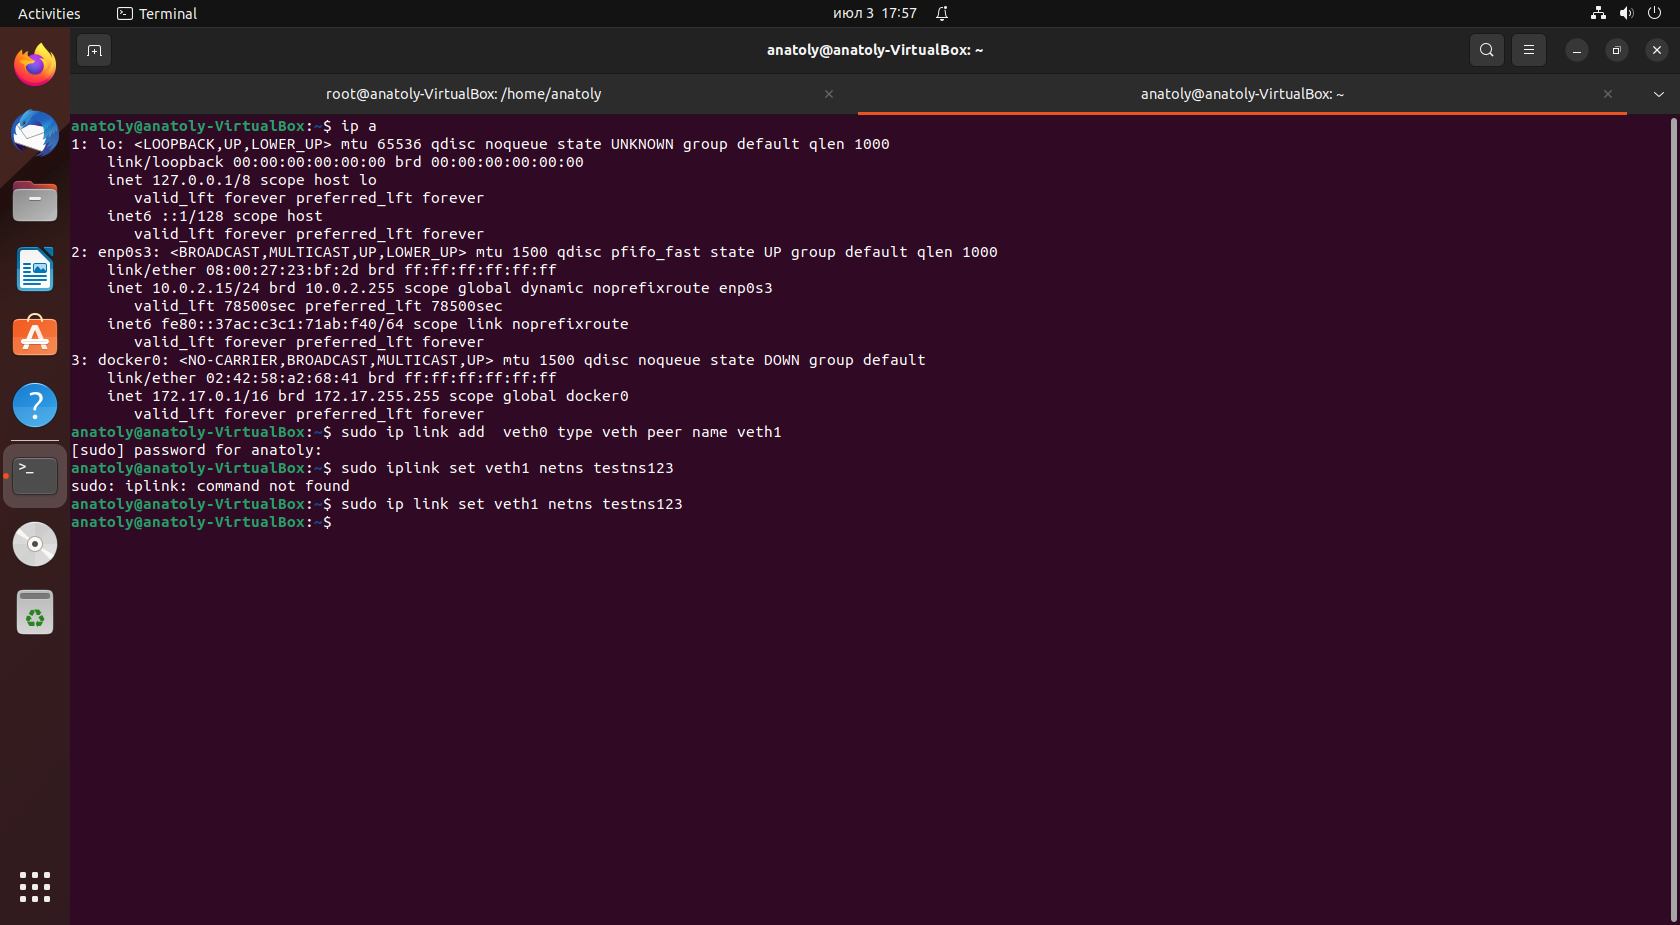 Activities
Terminal
июл 3 17:57
anatoly@anatoly-VirtualBox: ~
root@anatoly-VirtualBox: /home/anatoly
anatoly@anatoly-VirtualBox: ~
anatoly@anatoly-VirtualBox:~$ ip a
1: lo: <LOOPBACK,UP,LOWER_UP> mtu 65536 qdisc noqueue state UNKNOWN group default qlen 1000
    link/loopback 00:00:00:00:00:00 brd 00:00:00:00:00:00
    inet 127.0.0.1/8 scope host lo
       valid_lft forever preferred_lft forever
    inet6 ::1/128 scope host
       valid_lft forever preferred_lft forever
2: enp0s3: <BROADCAST,MULTICAST,UP,LOWER_UP> mtu 1500 qdisc pfifo_fast state UP group default qlen 1000
    link/ether 08:00:27:23:bf:2d brd ff:ff:ff:ff:ff:ff
    inet 10.0.2.15/24 brd 10.0.2.255 scope global dynamic noprefixroute enp0s3
       valid_lft 78500sec preferred_lft 78500sec
    inet6 fe80::37ac:c3c1:71ab:f40/64 scope link noprefixroute
       valid_lft forever preferred_lft forever
3: docker0: <NO-CARRIER,BROADCAST,MULTICAST,UP> mtu 1500 qdisc noqueue state DOWN group default
    link/ether 02:42:58:a2:68:41 brd ff:ff:ff:ff:ff:ff
    inet 172.17.0.1/16 brd 172.17.255.255 scope global docker0
       valid_lft forever preferred_lft forever
anatoly@anatoly-VirtualBox:~$ sudo ip link add  veth0 type veth peer name veth1
[sudo] password for anatoly:
anatoly@anatoly-VirtualBox:~$ sudo iplink set veth1 netns testns123
sudo: iplink: command not found
anatoly@anatoly-VirtualBox:~$ sudo ip link set veth1 netns testns123
anatoly@anatoly-VirtualBox:~$